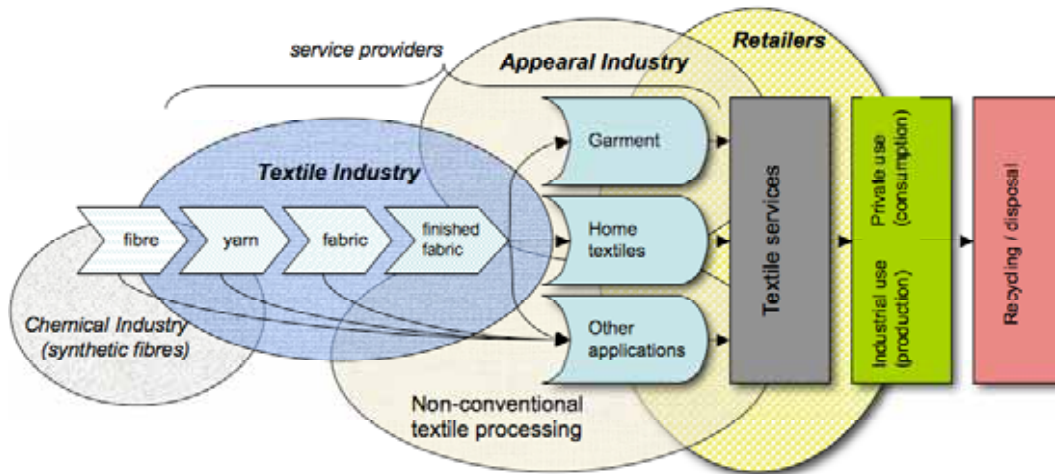 service providers
Appearal Industry
Retailers
Textile Industry
Garment
fibre
yarn
fabric
finished
fabric
Home
textiles
Other
applications
Textile services
Private use
(consumption)
Industrial use
(production)
Recycling / disposal
Chemical Industry
(synthetic fibres)
Non-conventional
textile processing